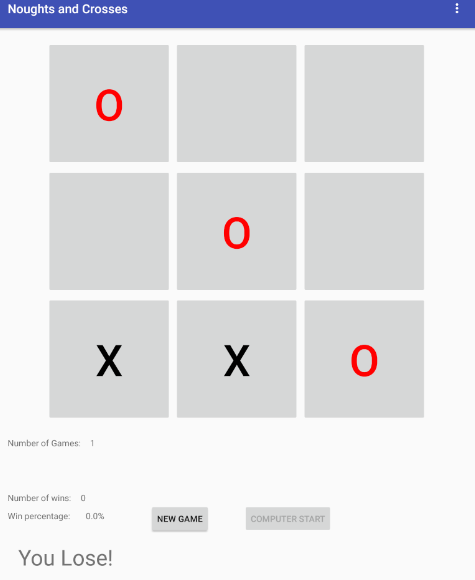 Noughts and Crosses
O
O
X X O
Number of Games: 1
Number of wins: 0
Win percentage: 0.0%
NEW GAME
COMPUTER START
You Lose!